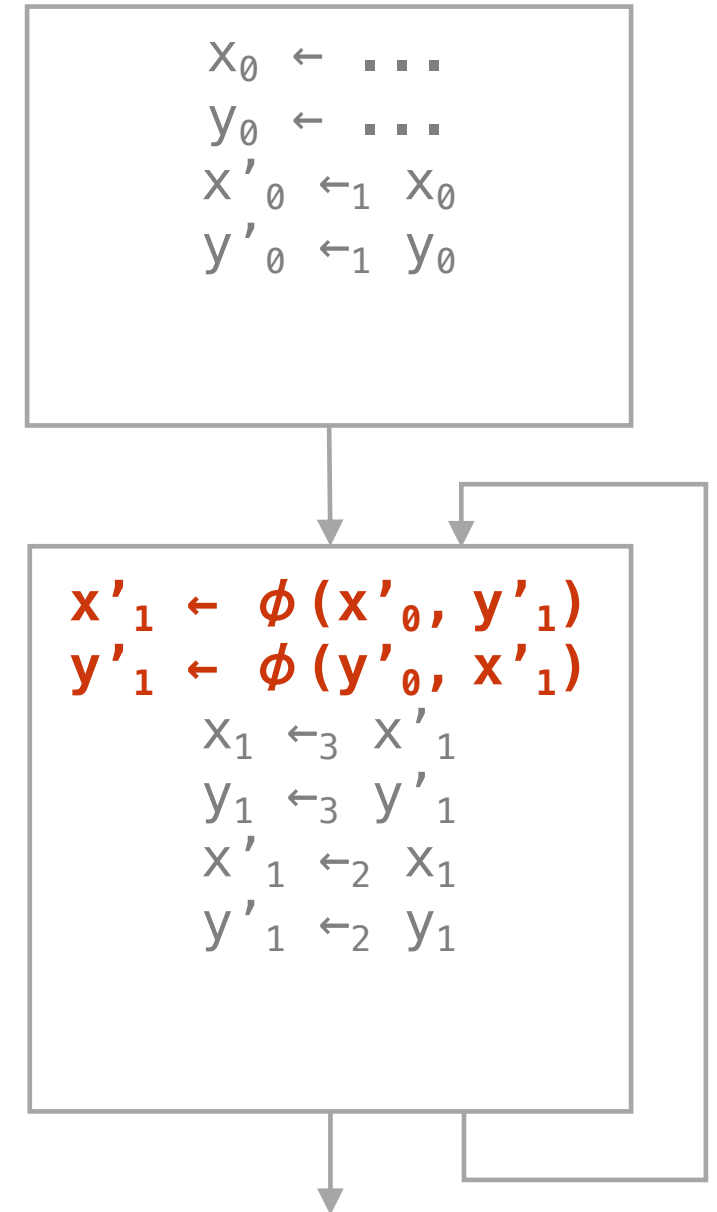 x₀ ← ...
y₀ ← ...
x’₀ ←₁ x₀
y’₀ ←₁ y₀
x’₁ ← ϕ(x’₀, y’₁)
y’₁ ← ϕ(y’₀, x’₁)
x₁ ←₃ x’₁
y₁ ←₃ y’₁
x’₁ ←₂ x₁
y’₁ ←₂ y₁